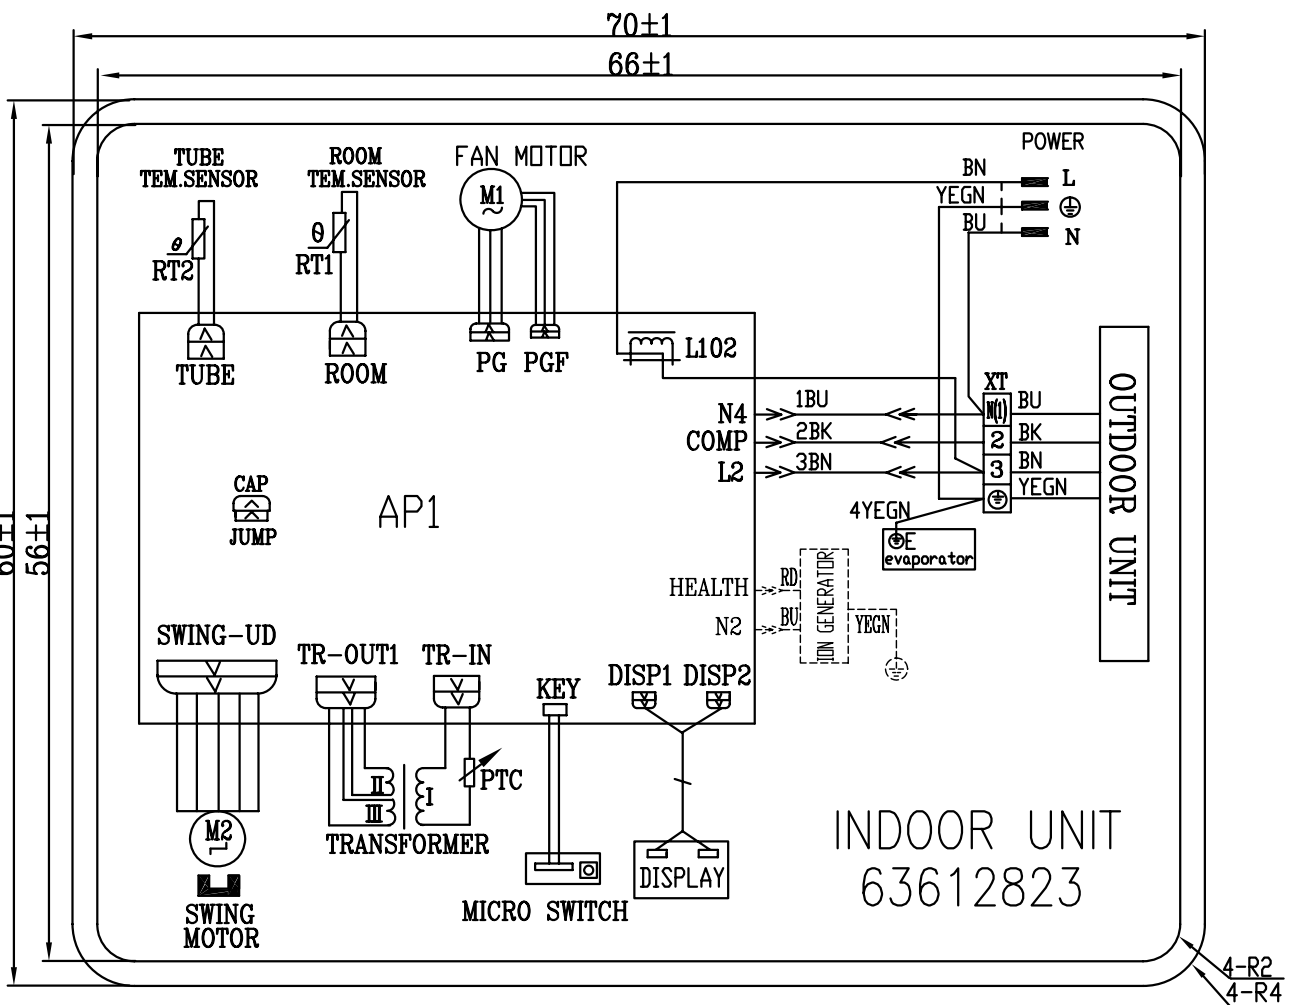 70±1
66±1
60±1
56±1
POWER
TUBE
TEM.SENSOR
ROOM
TEM.SENSOR
FAN MOTOR
BN
L
YEGN
BU
N
M1
~
θ
RT2
θ
RT1
TUBE
ROOM
PG
PGF
L102
XT
N4
1BU
N(1)
BU
COMP
2BK
2
BK
L2
3BN
3
BN
YEGN
4YEGN
E
evaporator
OUTDOOR UNIT
CAP
JUMP
AP1
HEALTH
RD
N2
BU
ION GENERATOR
YEGN
SWING-UD
TR-OUT1
TR-IN
KEY
DISP1
DISP2
PTC
II
III
I
TRANSFORMER
M2
SWING
MOTOR
MICRO SWITCH
DISPLAY
INDOOR UNIT
63612823
4-R2
4-R4